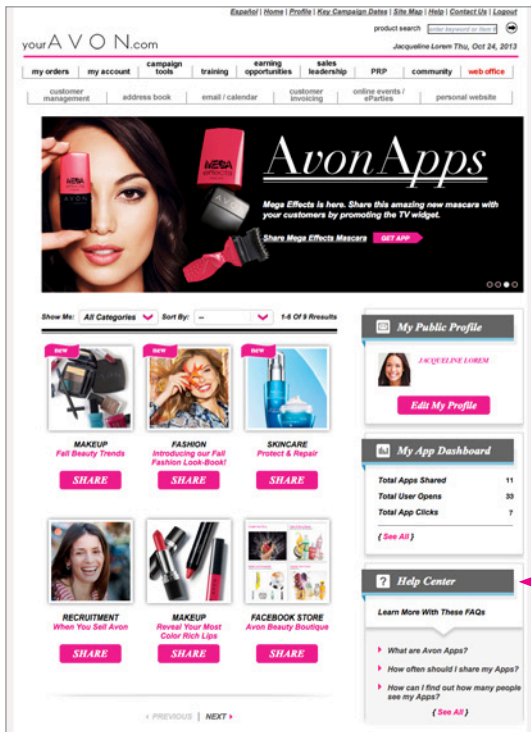 Español | Home | Profile | Key Campaign Dates | Site Map | Help | Contact Us | Logout
product search enter keyword or item #
yourAVON.com
Jacqueline Lorem Thu, Oct 24, 2013
my orders | my account | campaign tools | training | earning opportunities | sales leadership | PRP | community | web office
customer management | address book | email / calendar | customer invoicing | online events / eParties | personal website
MEGA
effects
AVON
MEGA
effects
Avon Apps
Mega Effects is here. Share this amazing new mascara with
your customers by promoting the TV widget.
Share Mega Effects Mascara GET APP
Show Me: All Categories Sort By: -- 1-6 Of 9 Rresults
new
new
new
MAKEUP
Fall Beauty Trends
SHARE
FASHION
Introducing our Fall
Fashion Look-Book!
SHARE
SKINCARE
Protect & Repair
SHARE
RECRUITMENT
When You Sell Avon
SHARE
MAKEUP
Reveal Your Most
Color Rich Lips
SHARE
FACEBOOK STORE
Avon Beauty Boutique
SHARE
PREVIOUS | NEXT
My Public Profile
JACQUELINE LOREM
Edit My Profile
My App Dashboard
Total Apps Shared 11
Total User Opens 33
Total App Clicks 7
{ See All }
? Help Center
Learn More With These FAQs
What are Avon Apps?
How often should I share my Apps?
How can I find out how many people
see my Apps?
{ See All }